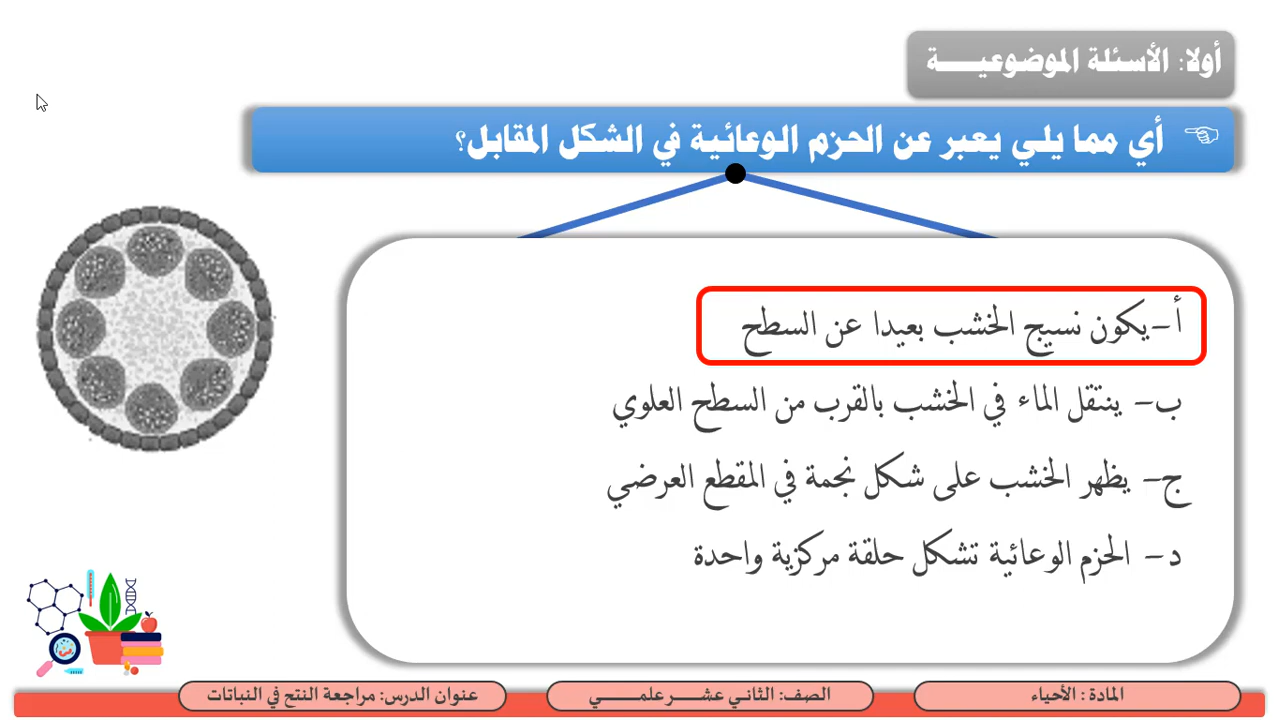 أولا: الأسئلة الموضوعيـــــة
أي مما يلي يعبر عن الحزم الوعائية في الشكل المقابل؟
أ-يكون نسيج الخشب بعيدا عن السطح
ب- ينتقل الماء في الخشب بالقرب من السطح العلوي
ج- يظهر الخشب على شكل نجمة في المقطع العرضي
د- الحزم الوعائية تشكل حلقة مركزية واحدة
المادة : الأحياء
الصف: الثاني عشـــر علمـــــي
عنوان الدرس: مراجعة النتح في النباتات